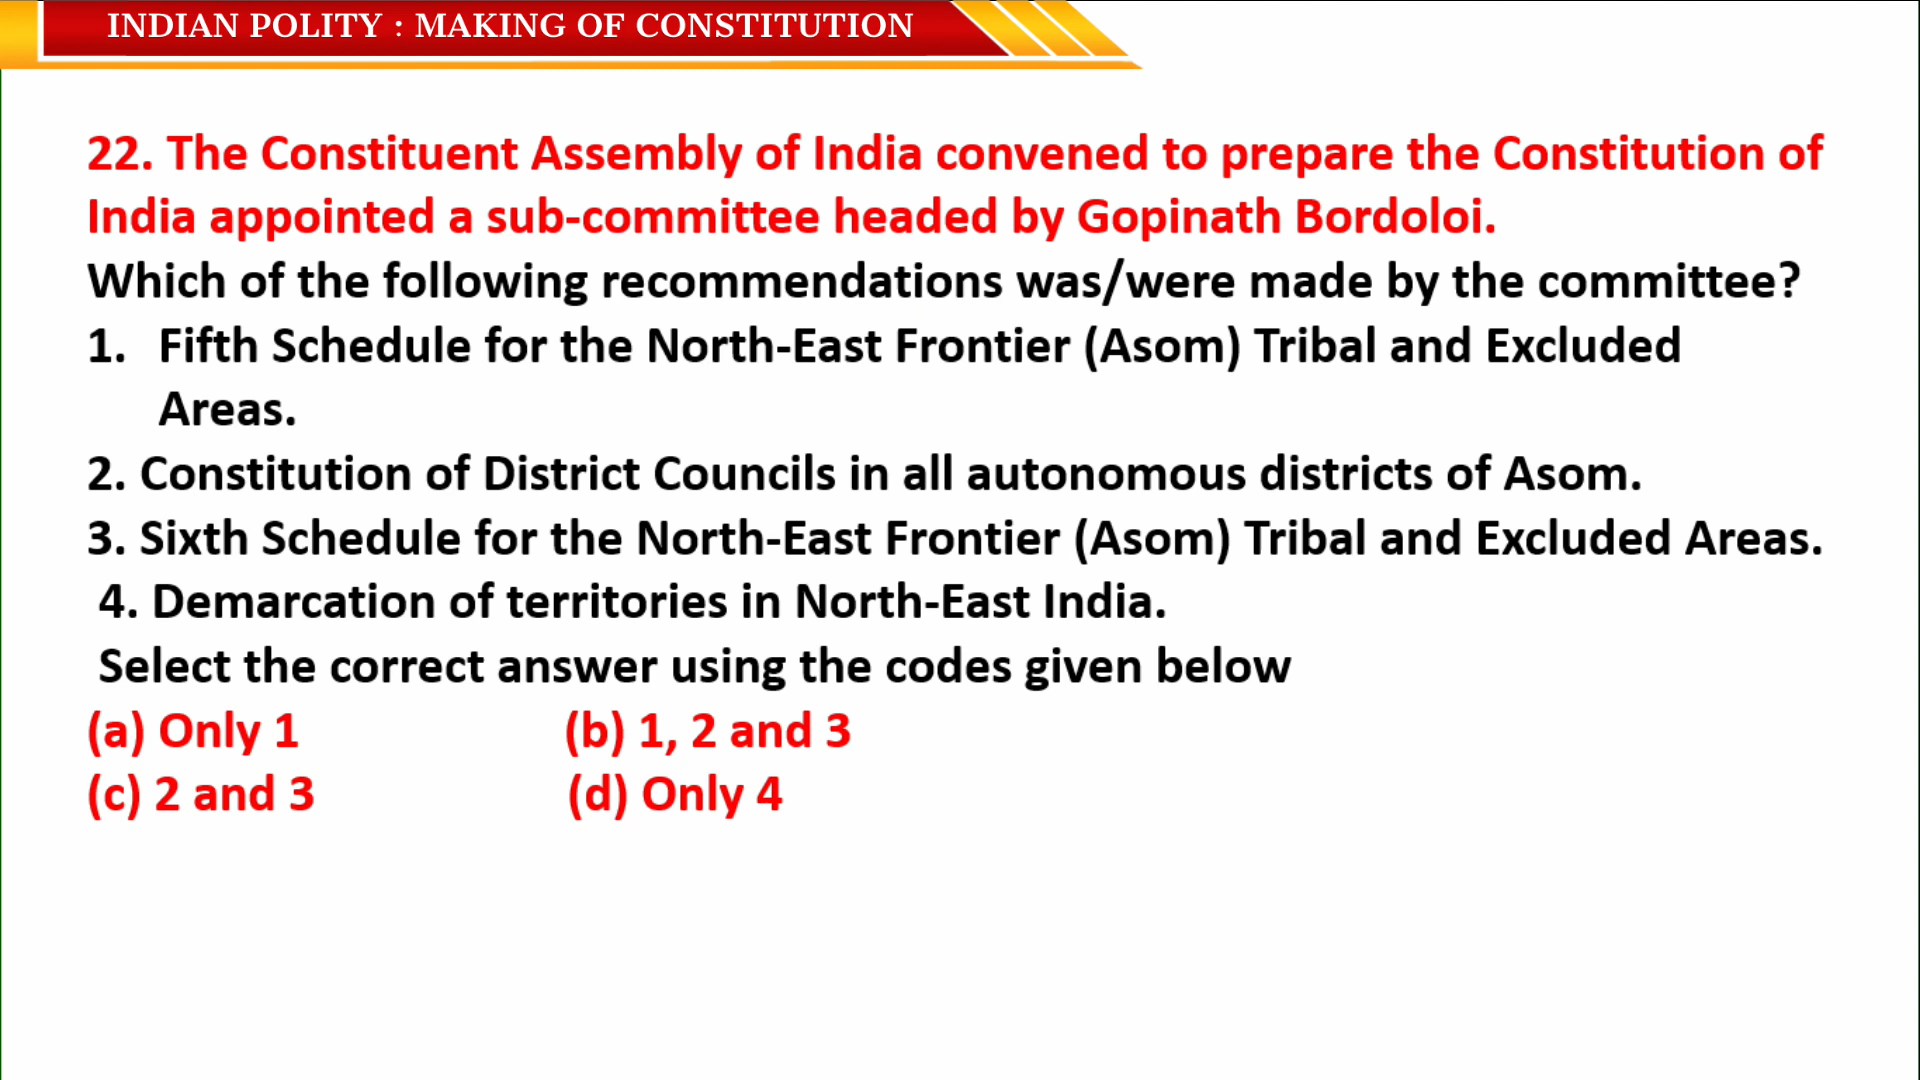 INDIAN POLITY : MAKING OF CONSTITUTION
22. The Constituent Assembly of India convened to prepare the Constitution of
India appointed a sub-committee headed by Gopinath Bordoloi.
Which of the following recommendations was/were made by the committee?
1. Fifth Schedule for the North-East Frontier (Asom) Tribal and Excluded
Areas.
2. Constitution of District Councils in all autonomous districts of Asom.
3. Sixth Schedule for the North-East Frontier (Asom) Tribal and Excluded Areas.
4. Demarcation of territories in North-East India.
Select the correct answer using the codes given below
(a) Only 1 (b) 1, 2 and 3
(c) 2 and 3 (d) Only 4